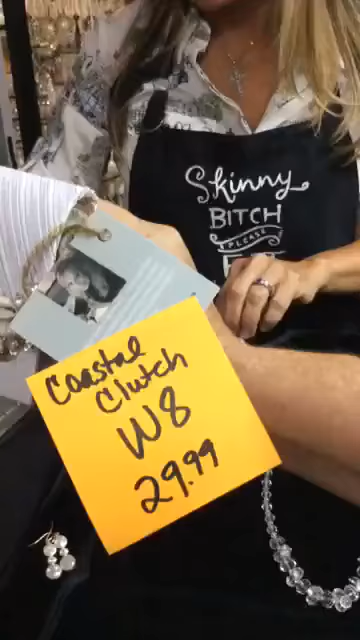 Skinny
BITCH
PLEASE
Coastal
Clutch
W8
29.99